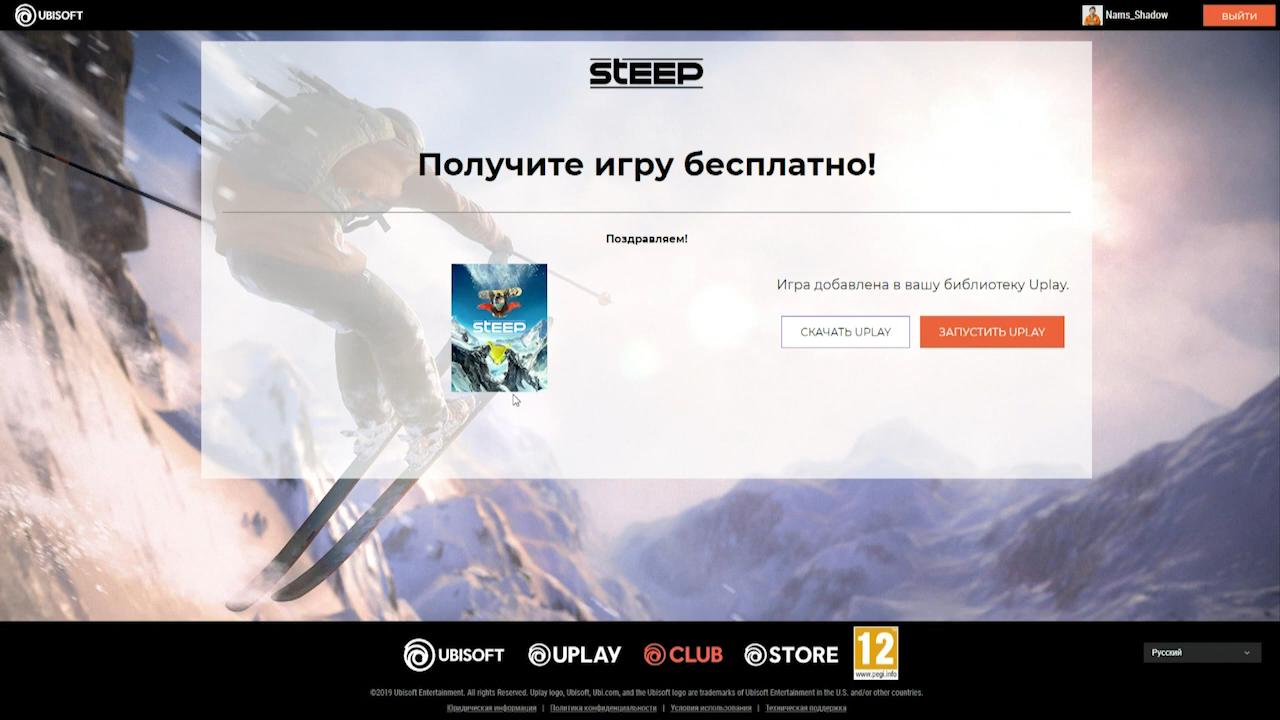 UBISOFT
Nams_Shadow
ВЫЙТИ
STEEP
Получите игру бесплатно!
Поздравляем!
STEEP
Игра добавлена в вашу библиотеку Uplay.
СКАЧАТЬ UPLAY
ЗАПУСТИТЬ UPLAY
UBISOFT
UPLAY
CLUB
STORE
12
www.pegi.info
Русский
©2019 Ubisoft Entertainment. All rights Reserved. Uplay logo, Ubisoft, Ubi.com, and the Ubisoft logo are trademarks of Ubisoft Entertainment in the U.S. and/or other countries.
Юридическая информация | Политика конфиденциальности | Условия использования | Техническая поддержка